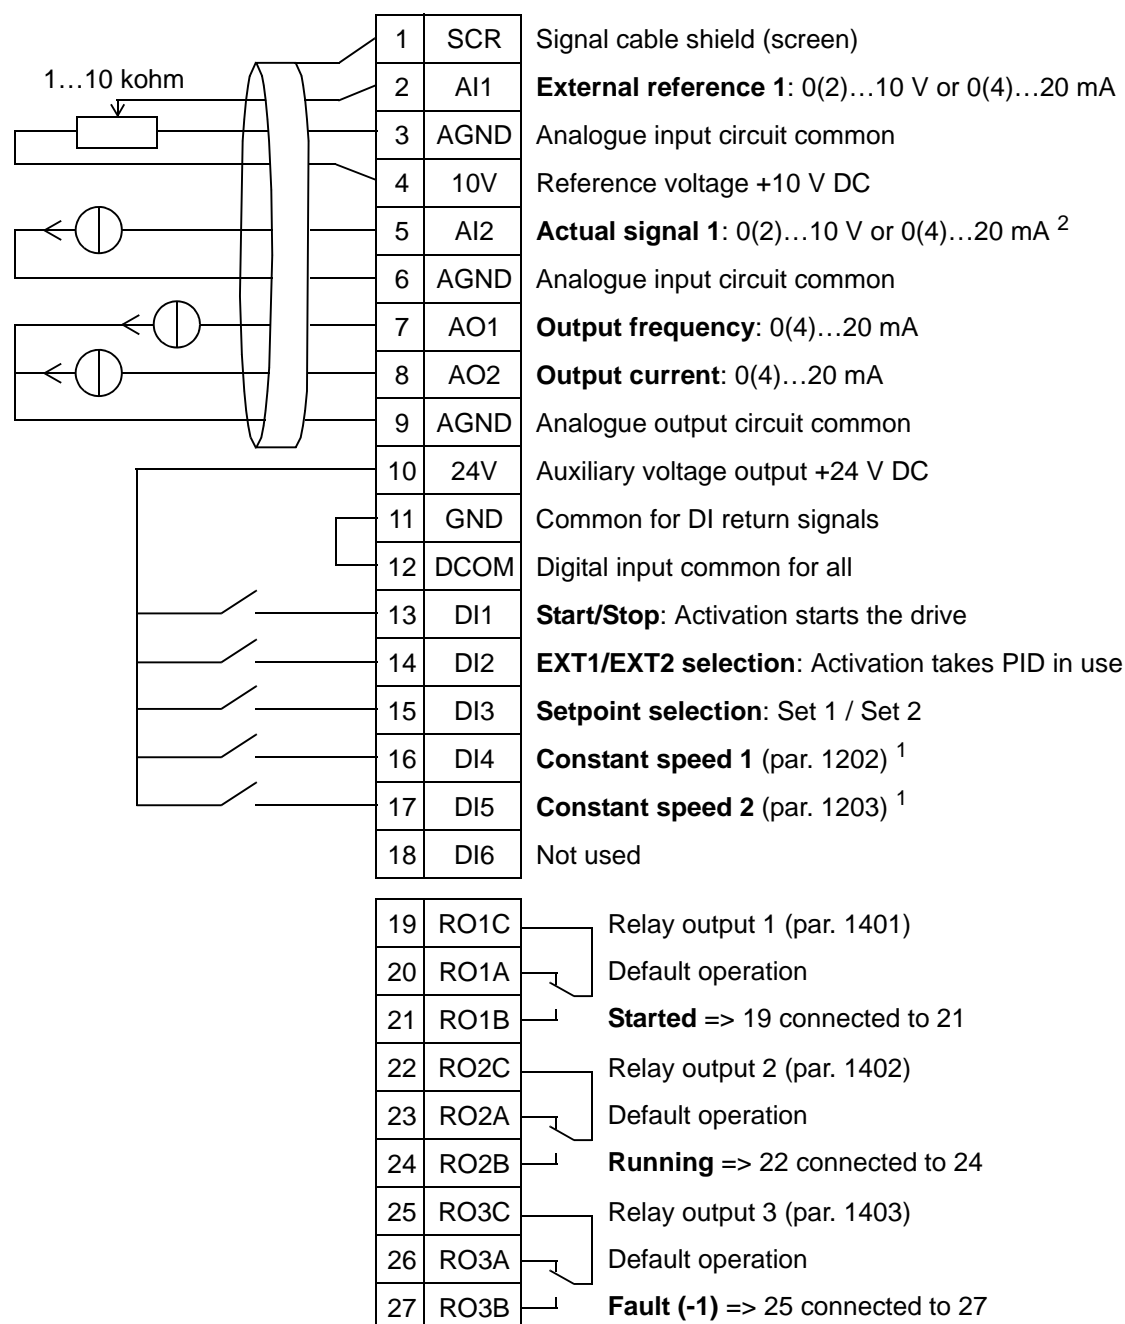 1 SCR Signal cable shield (screen)
1…10 kohm
2 AI1 External reference 1: 0(2)…10 V or 0(4)…20 mA
3 AGND Analogue input circuit common
4 10V Reference voltage +10 V DC
5 AI2 Actual signal 1: 0(2)…10 V or 0(4)…20 mA 2
6 AGND Analogue input circuit common
7 AO1 Output frequency: 0(4)…20 mA
8 AO2 Output current: 0(4)…20 mA
9 AGND Analogue output circuit common
10 24V Auxiliary voltage output +24 V DC
11 GND Common for DI return signals
12 DCOM Digital input common for all
13 DI1 Start/Stop: Activation starts the drive
14 DI2 EXT1/EXT2 selection: Activation takes PID in use
15 DI3 Setpoint selection: Set 1 / Set 2
16 DI4 Constant speed 1 (par. 1202) 1
17 DI5 Constant speed 2 (par. 1203) 1
18 DI6 Not used
19 RO1C Relay output 1 (par. 1401)
20 RO1A Default operation
21 RO1B Started => 19 connected to 21
22 RO2C Relay output 2 (par. 1402)
23 RO2A Default operation
24 RO2B Running => 22 connected to 24
25 RO3C Relay output 3 (par. 1403)
26 RO3A Default operation
27 RO3B Fault (-1) => 25 connected to 27